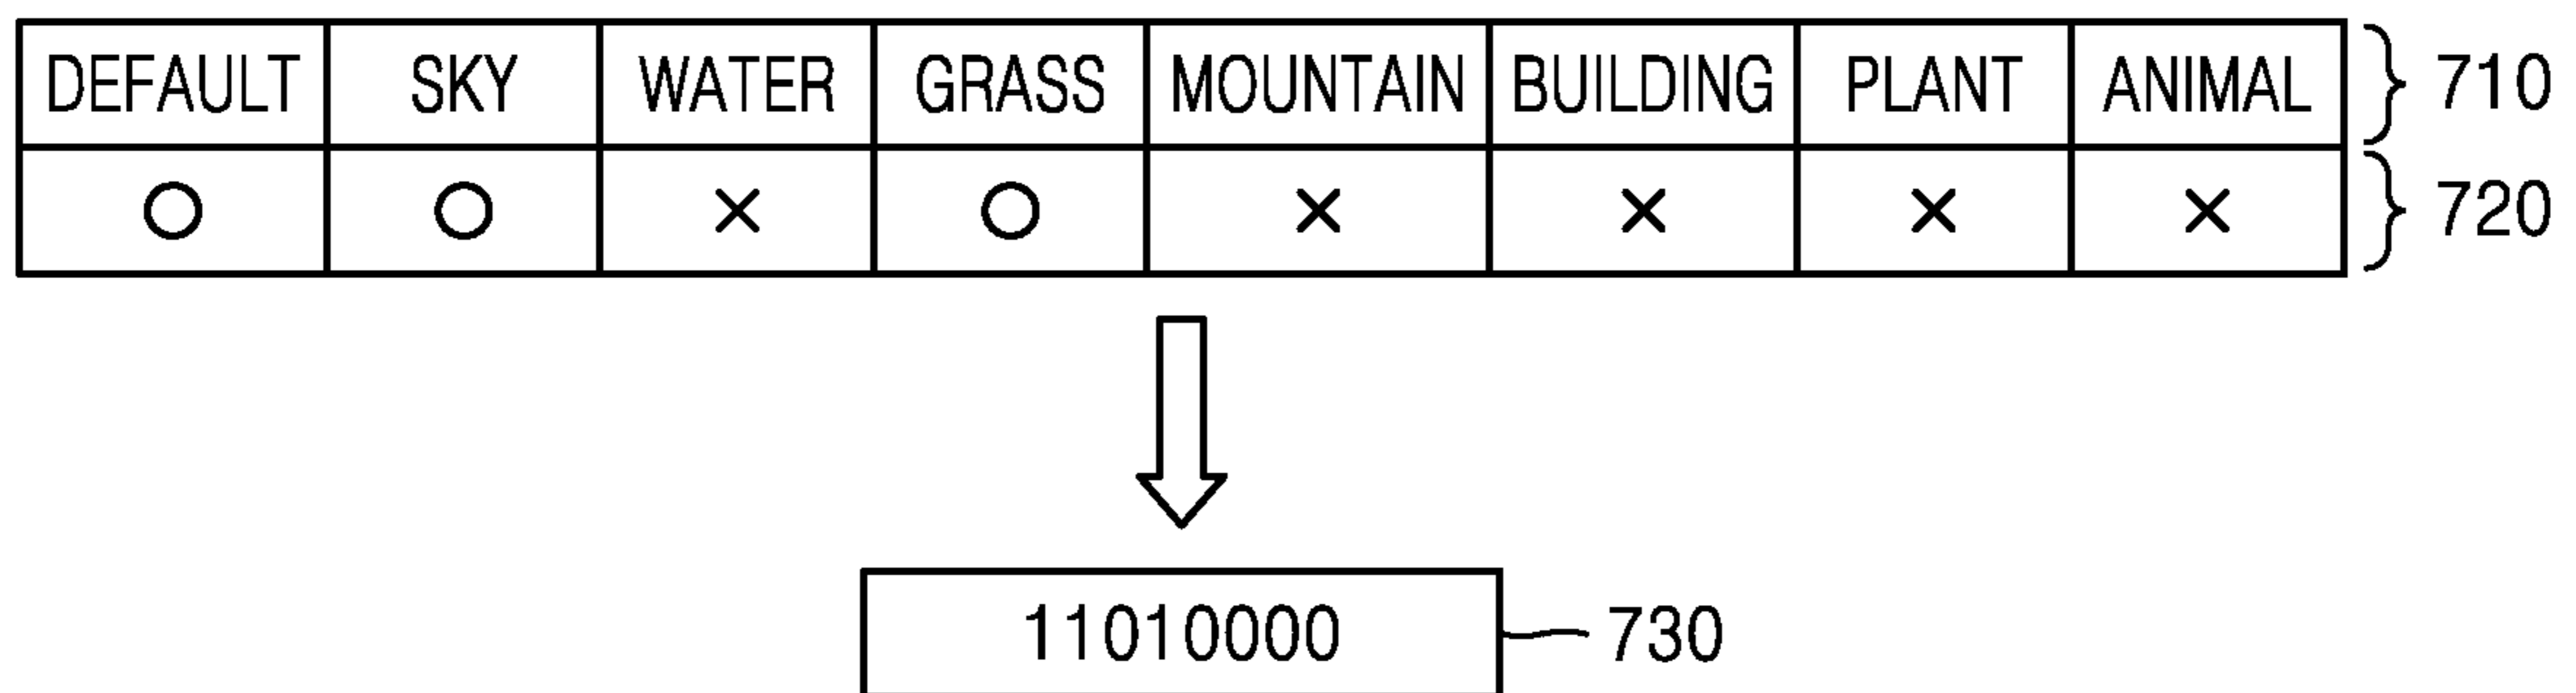 DEFAULT SKY WATER GRASS MOUNTAIN BUILDING PLANT ANIMAL 710
○ ○ × ○ × × × × 720
11010000 730